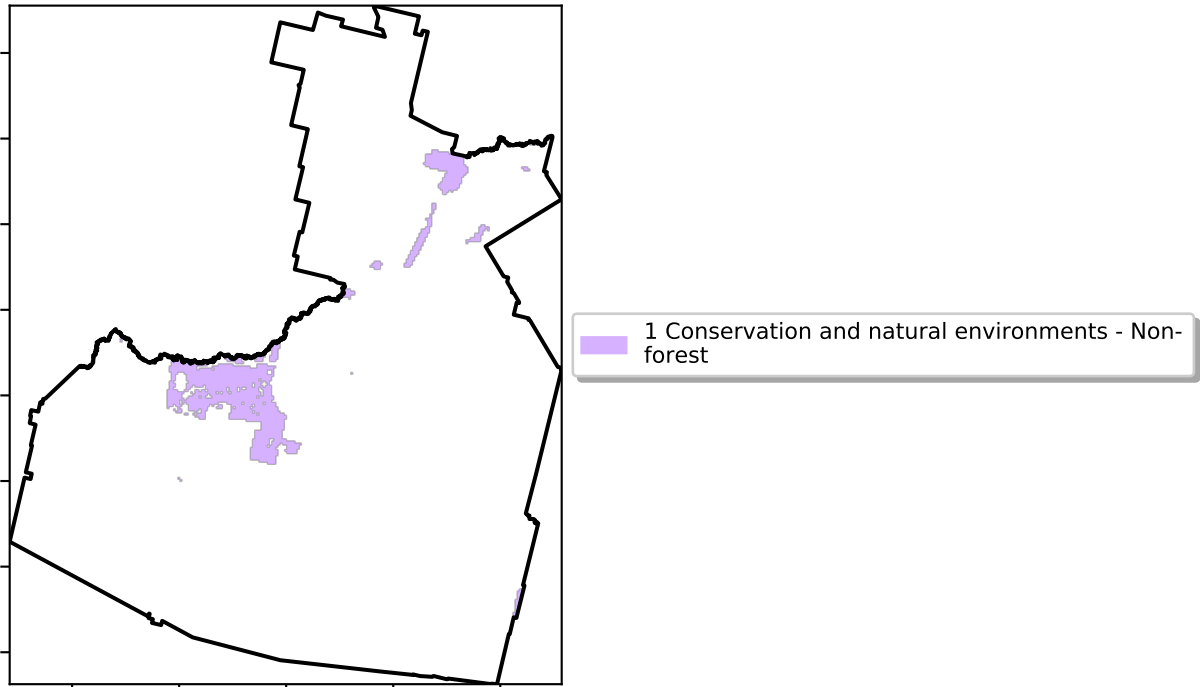 1 Conservation and natural environments - Non-
forest